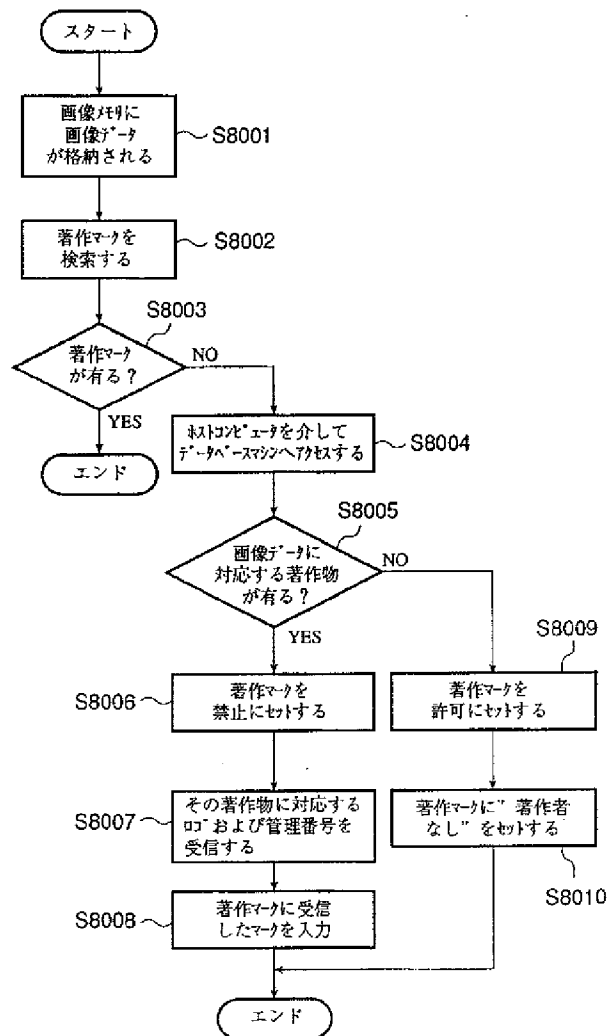 スタート
画像メモリに
画像データ
が格納される
S8001
著作マークを
検索する
S8002
S8003
著作マーク
が有る?
NO
YES
エンド
ホストコンピュータを介して
データベースマシンへアクセスする
S8004
S8005
画像データに
対応する著作物
が有る?
NO
YES
S8006
著作マークを
禁止にセットする
S8009
著作マークを
許可にセットする
S8007
その著作物に対応する
ロゴおよび管理番号を
受信する
著作マークに"著作者
なし"をセットする
S8010
S8008
著作マークに受信
したマークを入力
エンド